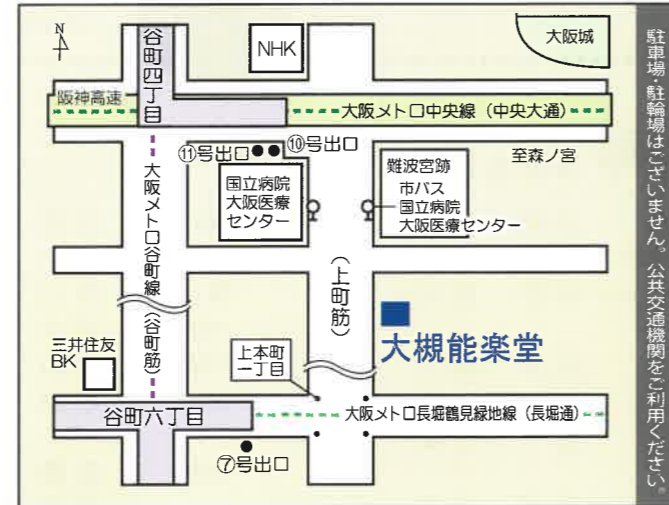 N
谷町四丁目
NHK
大阪城
阪神高速
大阪メトロ中央線（中央大通）
⑪号出口
⑩号出口
至森ノ宮
国立病院
大阪医療
センター
難波宮跡
市バス
国立病院
大阪医療センター
大阪メトロ谷町線（谷町筋）
（上町筋）
大槻能楽堂
三井住友
BK
上本町
一丁目
谷町六丁目
大阪メトロ長堀鶴見緑地線（長堀通）
⑦号出口
駐車場・駐輪場はございません。公共交通機関をご利用ください。